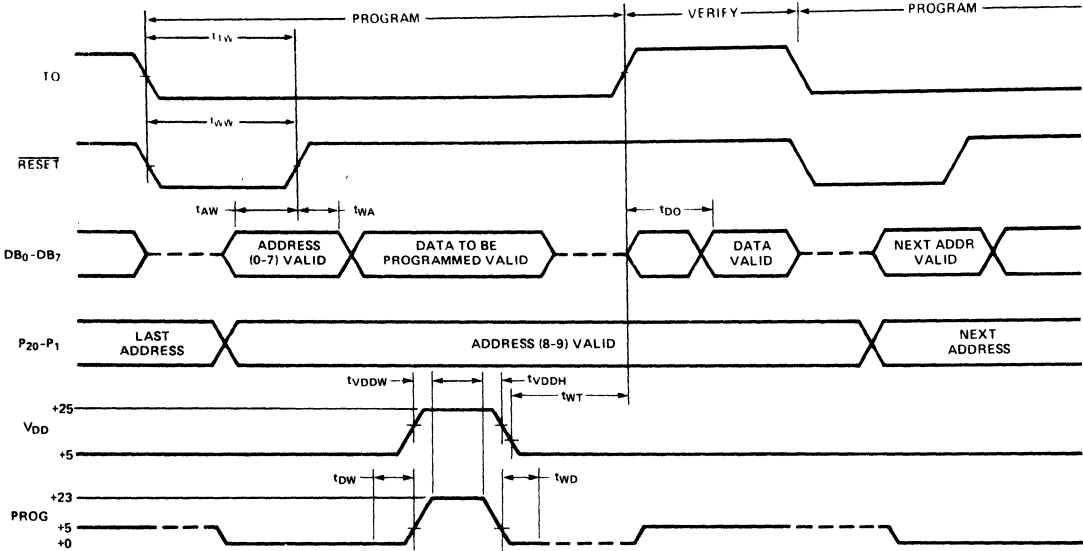 PROGRAM
VERIFY
PROGRAM
tTW
TO
tWW
RESET
tAW
tWA
tDO
DB0-DB7
ADDRESS
(0-7) VALID
DATA TO BE
PROGRAMMED VALID
DATA
VALID
NEXT ADDR
VALID
P20-P1
LAST
ADDRESS
ADDRESS (8-9) VALID
NEXT
ADDRESS
tVDDW
tVDDH
tWT
+25
VDD
+5
tDW
tWD
+23
PROG
+5
+0